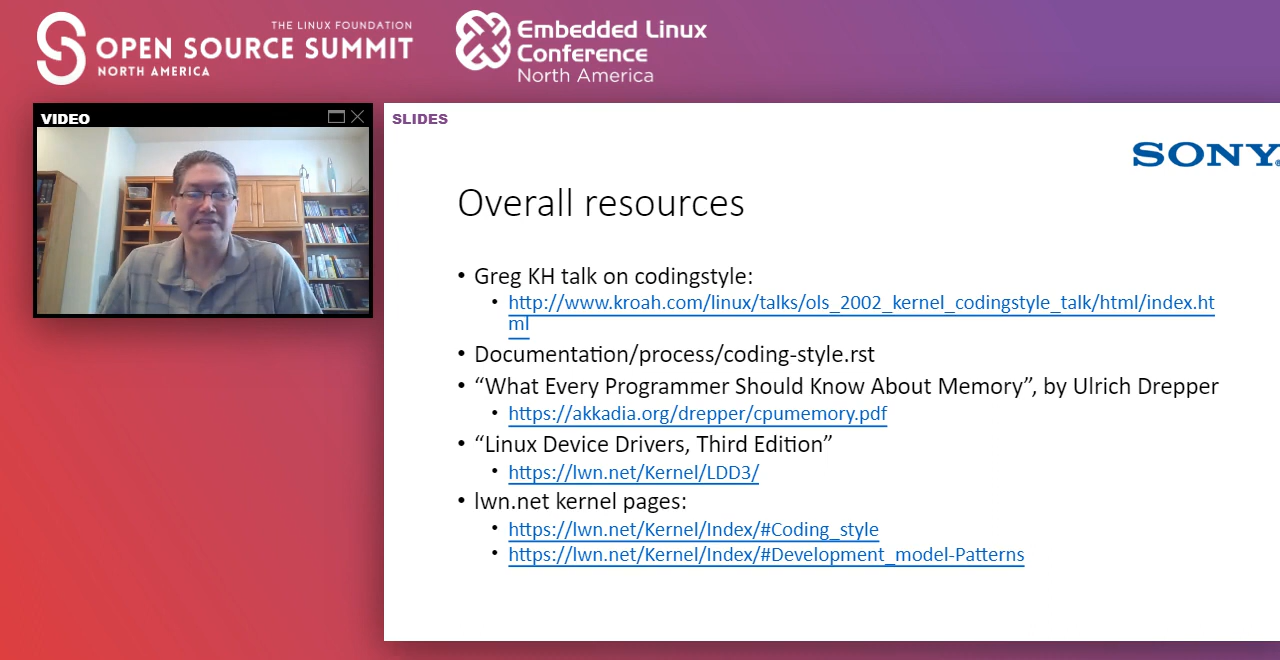 THE LINUX FOUNDATION
OPEN SOURCE SUMMIT
NORTH AMERICA
Embedded Linux
Conference
North America
VIDEO
SLIDES
SONY
Overall resources
• Greg KH talk on codingstyle:
• http://www.kroah.com/linux/talks/ols_2002_kernel_codingstyle_talk/html/index.ht
ml
• Documentation/process/coding-style.rst
• “What Every Programmer Should Know About Memory”, by Ulrich Drepper
• https://akkadia.org/drepper/cpumemory.pdf
• “Linux Device Drivers, Third Edition”
• https://lwn.net/Kernel/LDD3/
• lwn.net kernel pages:
• https://lwn.net/Kernel/Index/#Coding_style
• https://lwn.net/Kernel/Index/#Development_model-Patterns